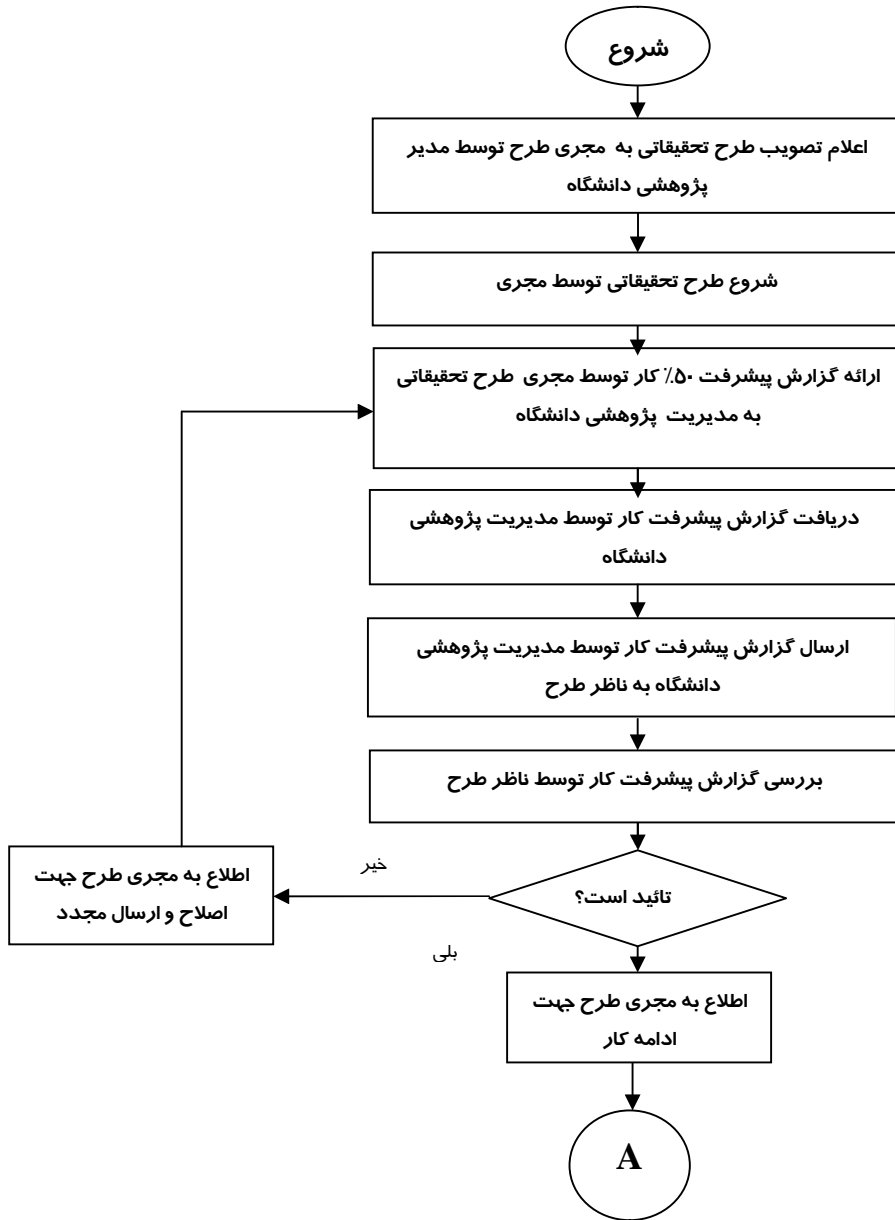 شروع
اعلام تصویب طرح تحقیقاتی به مجری طرح توسط مدیر
پژوهشی دانشگاه
شروع طرح تحقیقاتی توسط مجری
ارائه گزارش پیشرفت ۵۰٪ کار توسط مجری طرح تحقیقاتی
به مدیریت پژوهشی دانشگاه
دریافت گزارش پیشرفت کار توسط مدیریت پژوهشی
دانشگاه
ارسال گزارش پیشرفت کار توسط مدیریت پژوهشی
دانشگاه به ناظر طرح
بررسی گزارش پیشرفت کار توسط ناظر طرح
تائید است؟
خیر
اطلاع به مجری طرح جهت
اصلاح و ارسال مجدد
بلی
اطلاع به مجری طرح جهت
ادامه کار
A